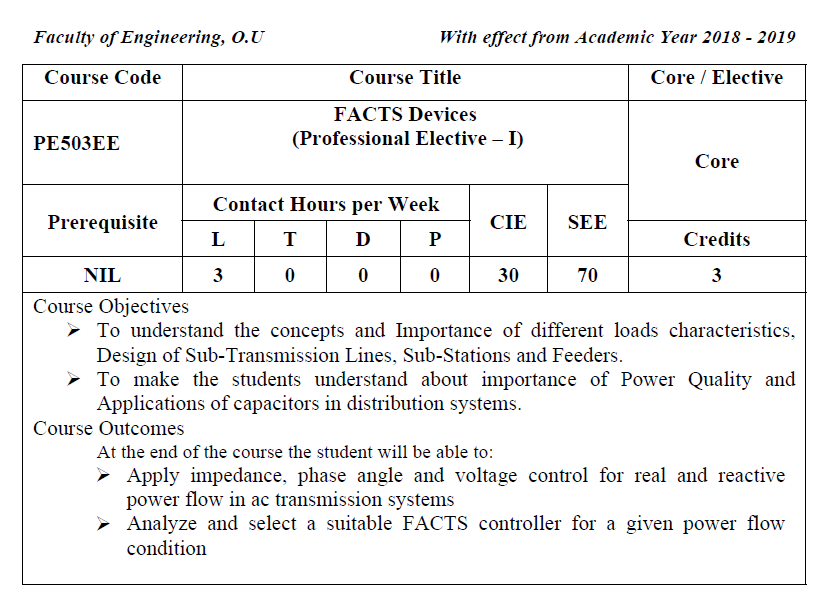 Faculty of Engineering, O.U With effect from Academic Year 2018 - 2019
Course Code Course Title Core / Elective
PE503EE FACTS Devices
(Professional Elective – I)
Core
Prerequisite Contact Hours per Week CIE SEE
L T D P Credits
NIL 3 0 0 0 30 70 3
Course Objectives
➢ To understand the concepts and Importance of different loads characteristics,
Design of Sub-Transmission Lines, Sub-Stations and Feeders.
➢ To make the students understand about importance of Power Quality and
Applications of capacitors in distribution systems.
Course Outcomes
At the end of the course the student will be able to:
➢ Apply impedance, phase angle and voltage control for real and reactive
power flow in ac transmission systems
➢ Analyze and select a suitable FACTS controller for a given power flow
condition